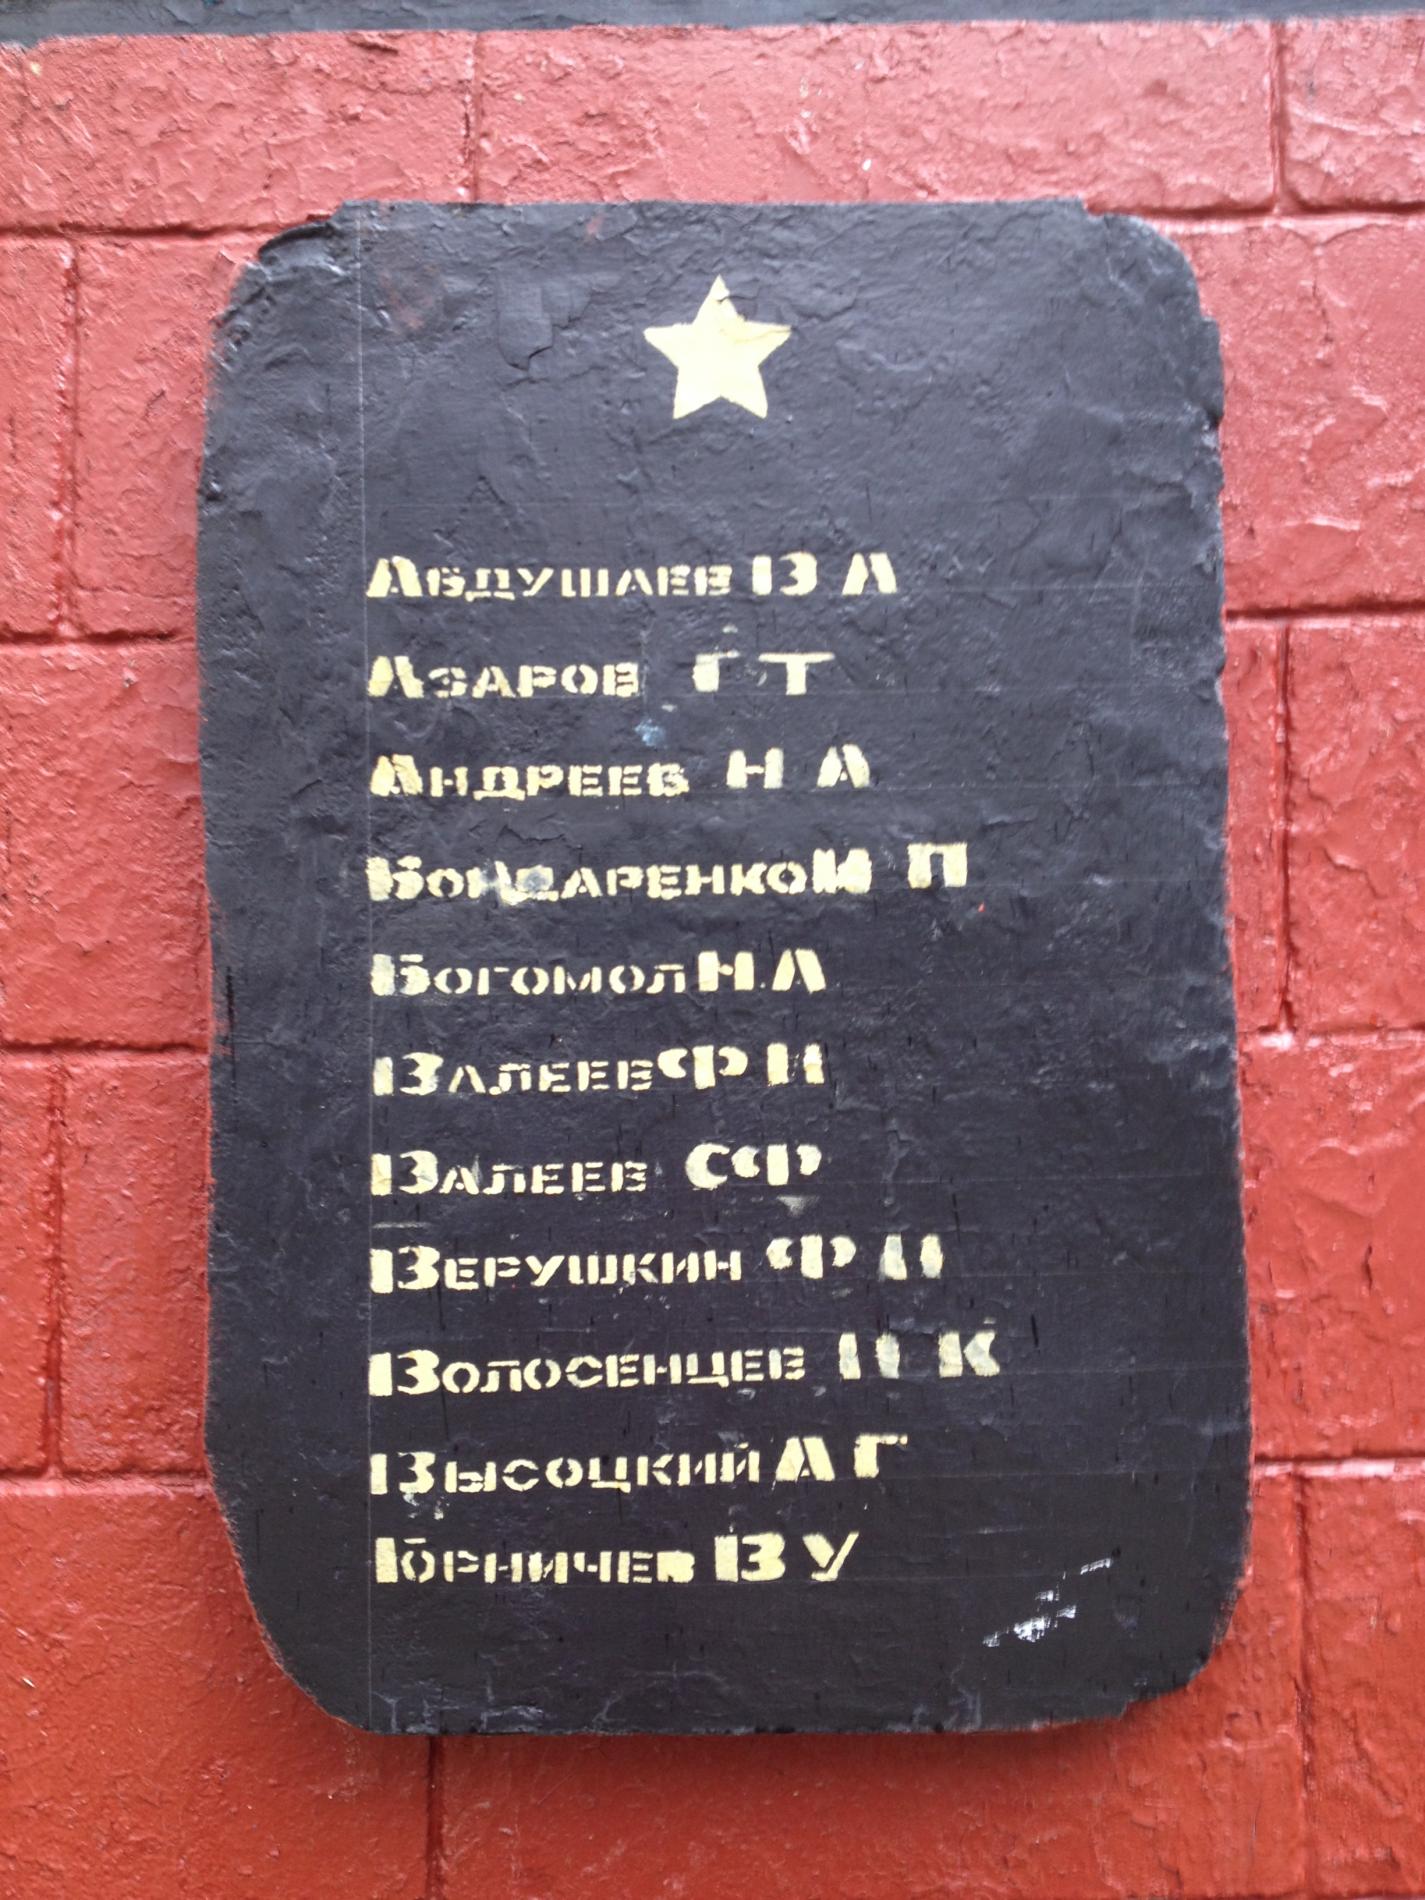 Абдушаев В А
Азаров Г Т
Андреев Н А
Бондаренко И П
Богомол Н А
Валеев Ф И
Валеев С Ф
Верушкин Ф И
Волосенцев И К
Высоцкий А Г
Юрничев В У